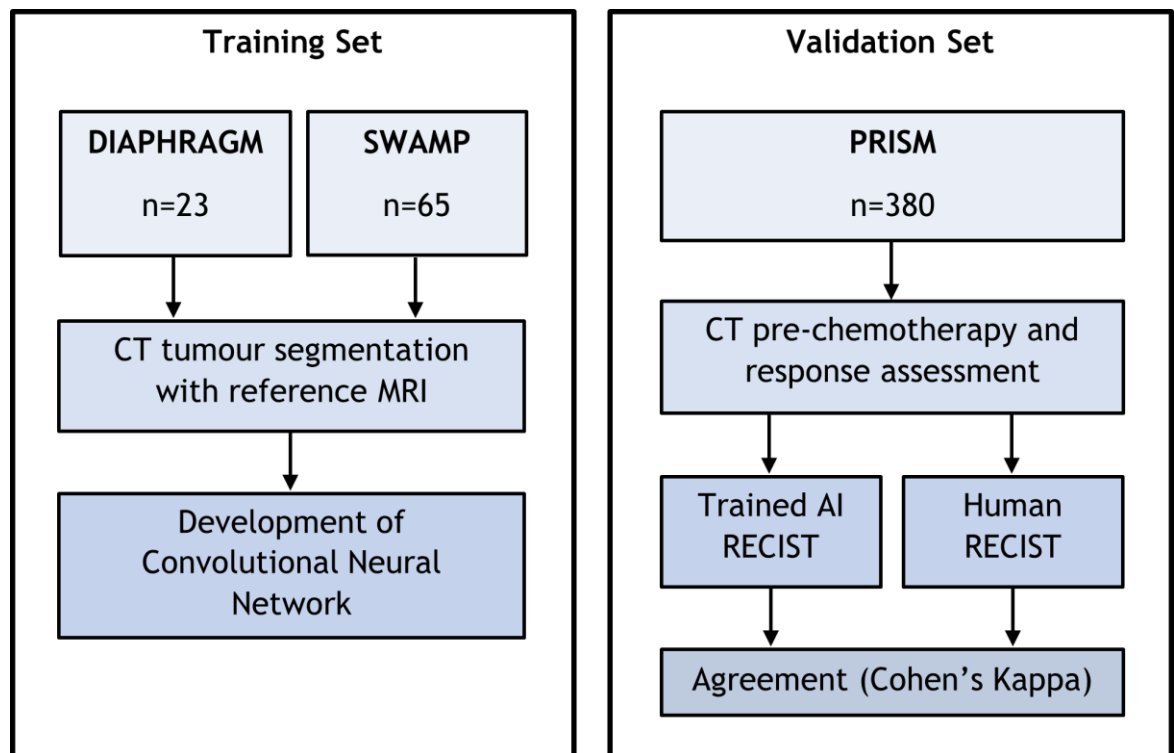 Training Set
DIAPHRAGM
n=23
SWAMP
n=65
CT tumour segmentation
with reference MRI
Development of
Convolutional Neural
Network
Validation Set
PRISM
n=380
CT pre-chemotherapy and
response assessment
Trained AI
RECIST
Human
RECIST
Agreement (Cohen’s Kappa)